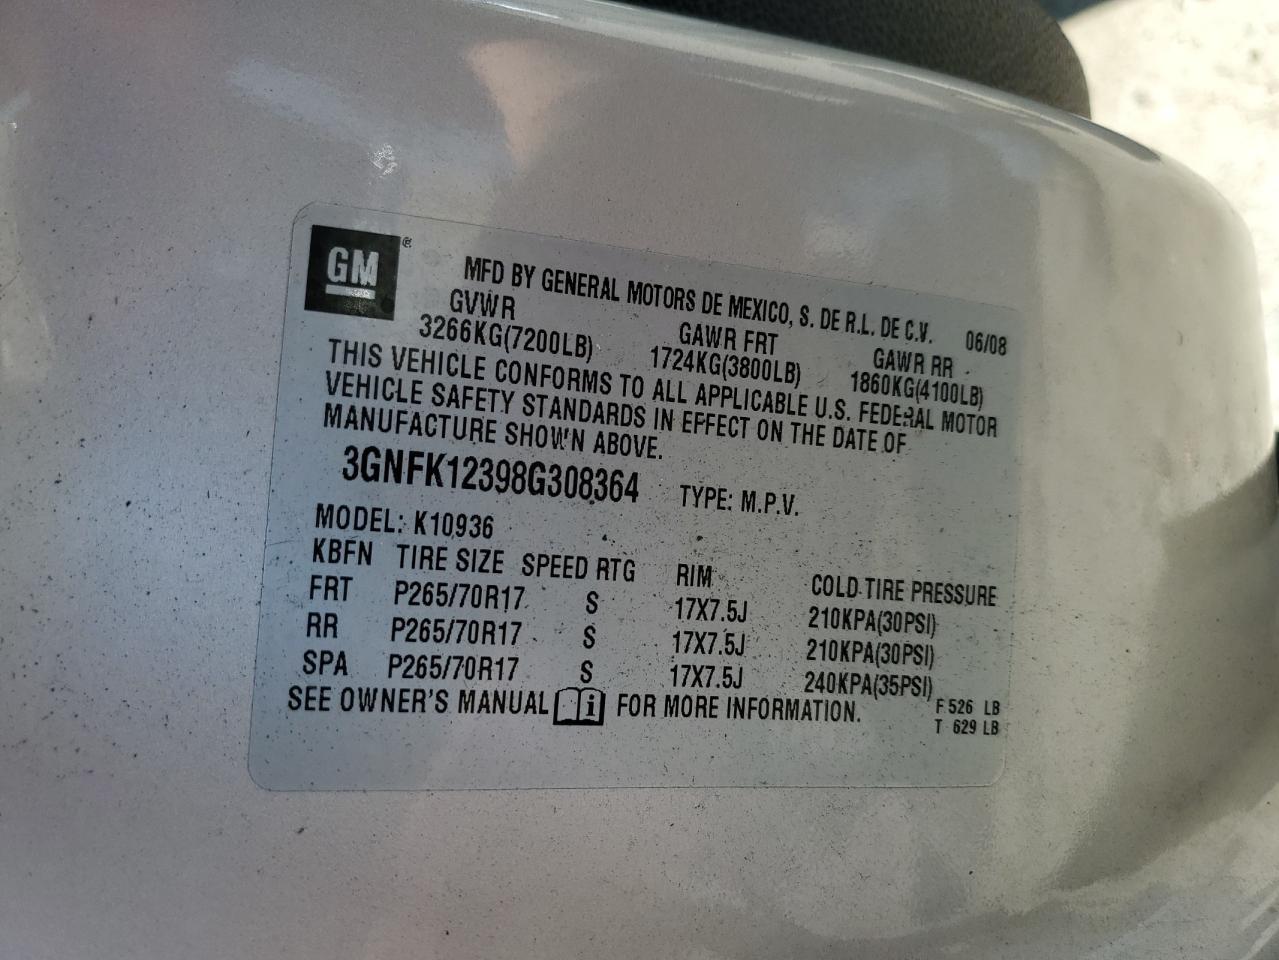 GM ®
MFD BY GENERAL MOTORS DE MEXICO, S. DE R.L. DE C.V. 06/08
GVWR GAWR FRT GAWR RR
3266KG(7200LB) 1724KG(3800LB) 1860KG(4100LB)
THIS VEHICLE CONFORMS TO ALL APPLICABLE U.S. FEDERAL MOTOR
VEHICLE SAFETY STANDARDS IN EFFECT ON THE DATE OF
MANUFACTURE SHOWN ABOVE.
3GNFK12398G308364 TYPE: M.P.V.
MODEL: K10936
KBFN TIRE SIZE SPEED RTG RIM COLD TIRE PRESSURE
FRT P265/70R17 S 17X7.5J 210KPA(30PSI)
RR P265/70R17 S 17X7.5J 210KPA(30PSI)
SPA P265/70R17 S 17X7.5J 240KPA(35PSI)
SEE OWNER'S MANUAL i FOR MORE INFORMATION. F 526 LB
T 629 LB